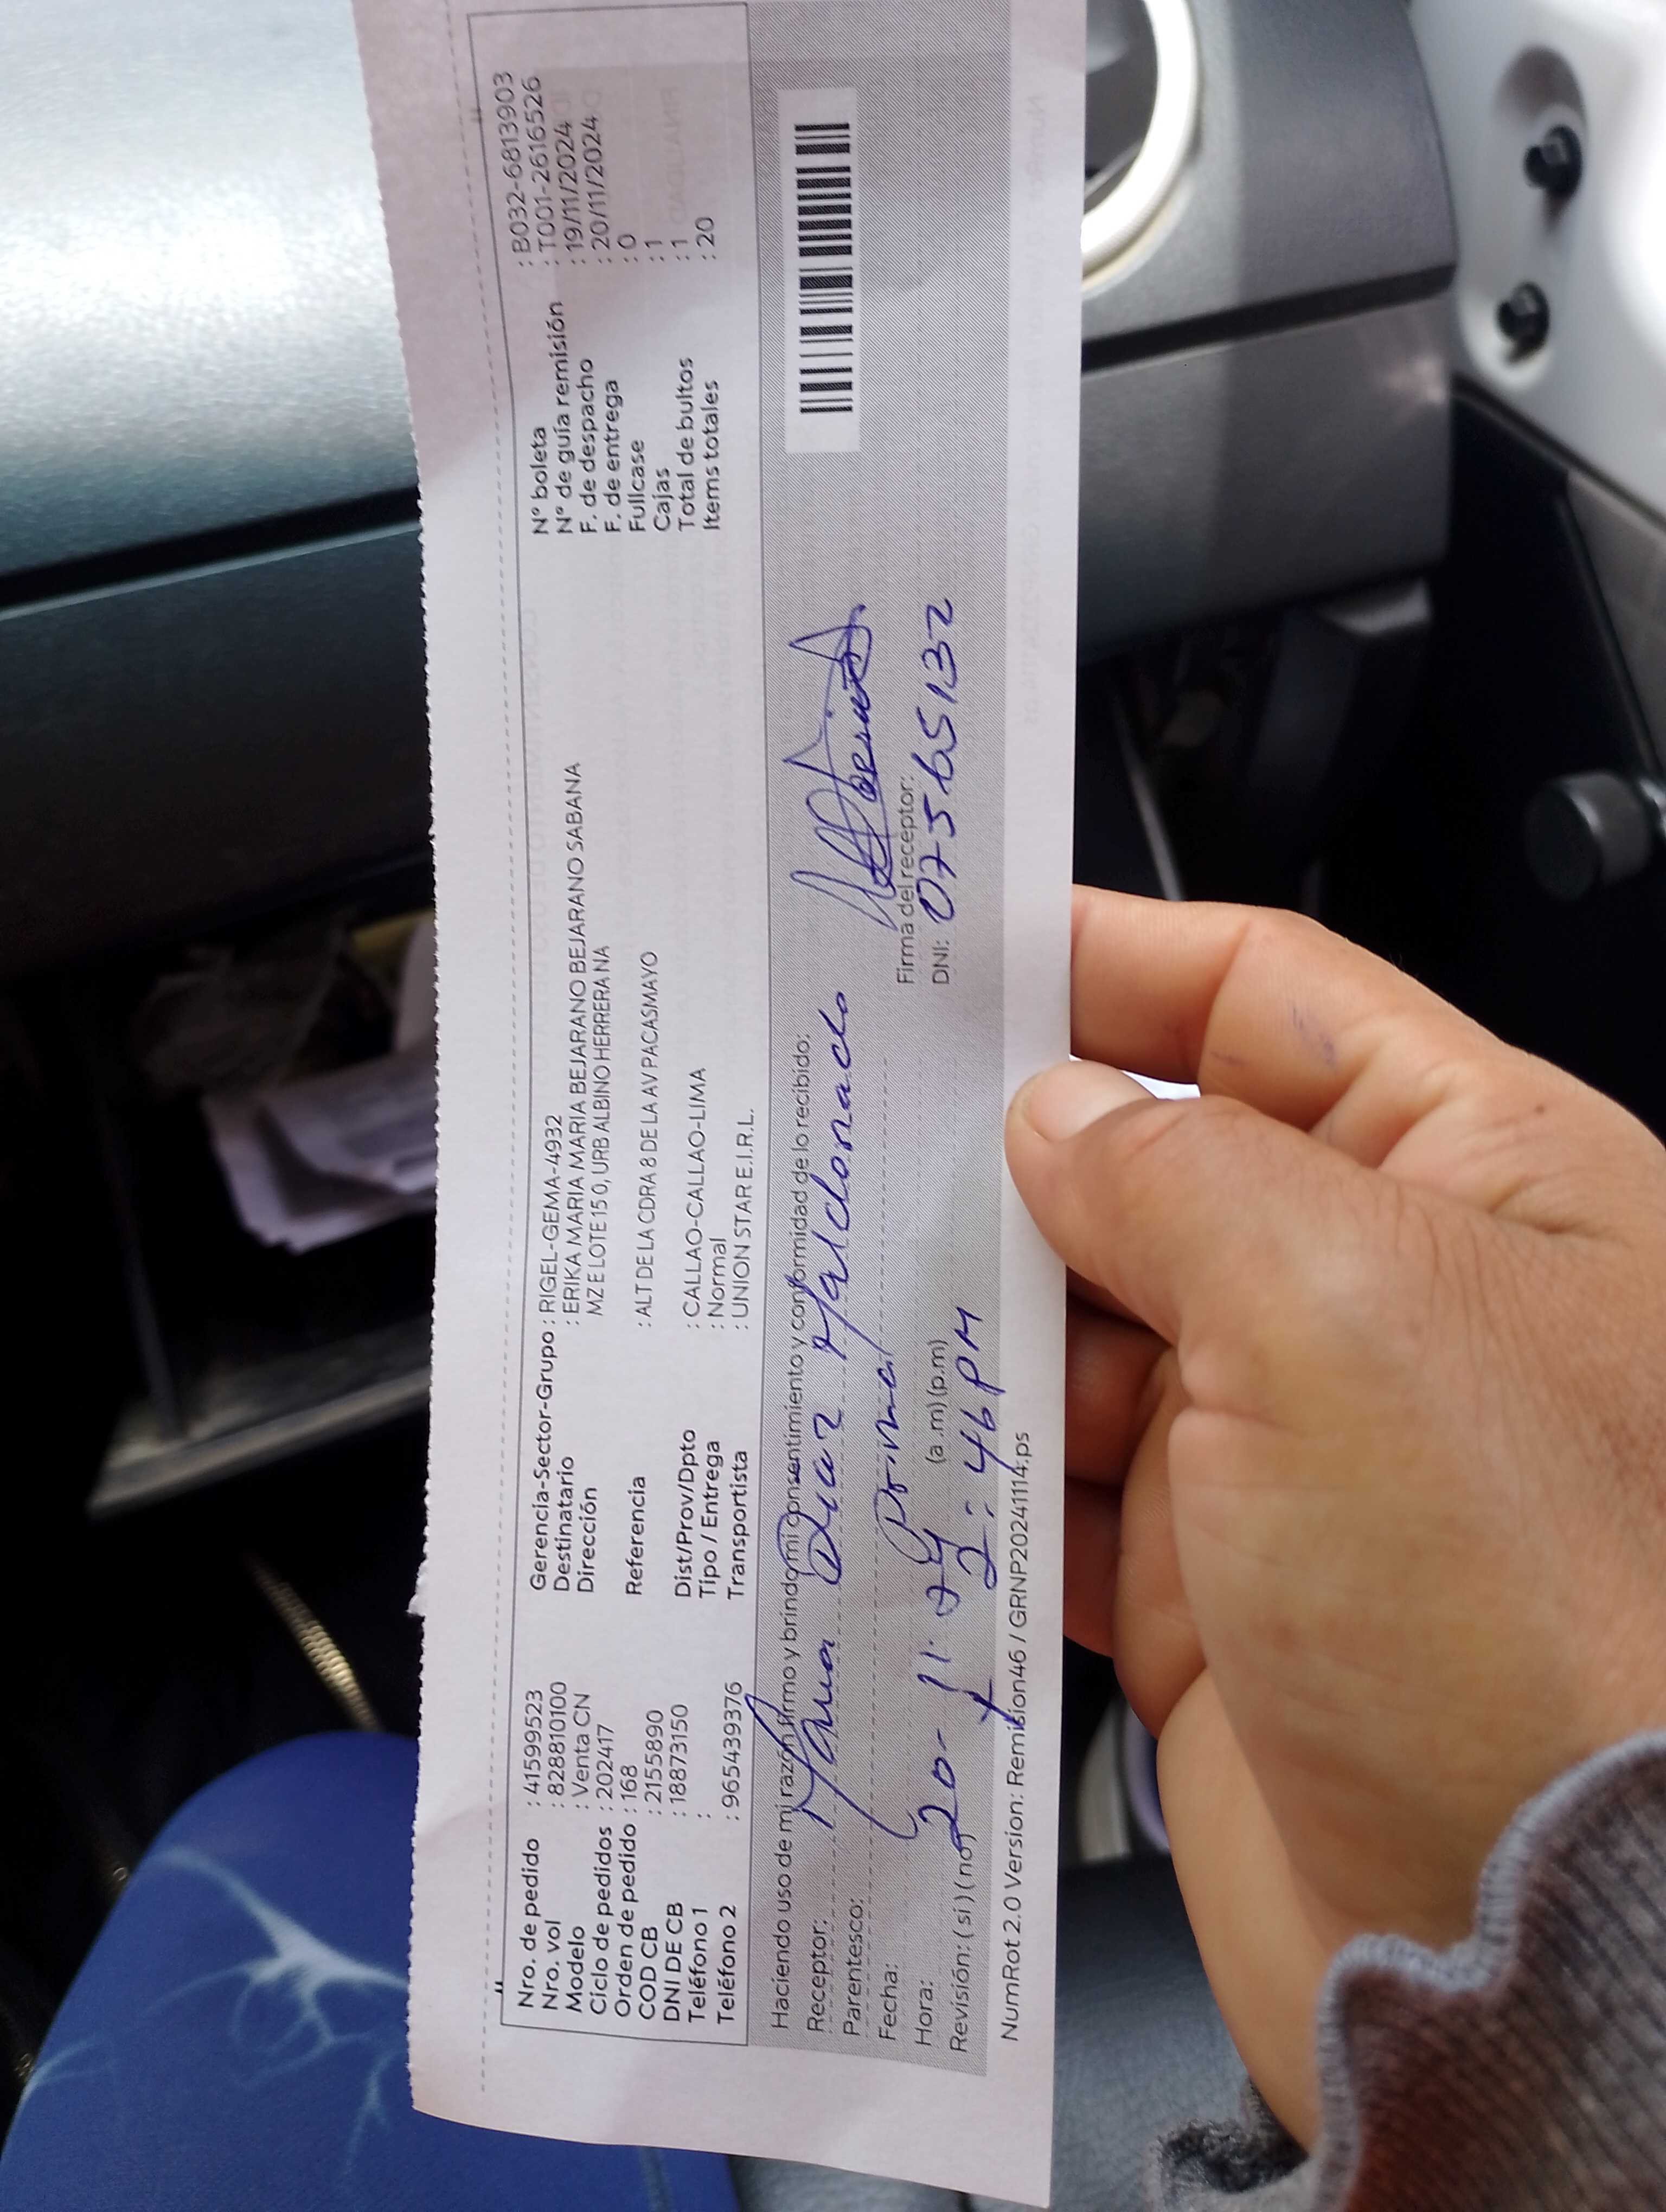 Nro. de pedido : 41599523
Nro. vol : 828810100
Modelo : Venta CN
Ciclo de pedidos : 202417
Orden de pedido : 168
COD CB : 2155890
DNI DE CB : 18873150
Teléfono 1 :
Teléfono 2 : 965439376
Gerencia-Sector-Grupo : RIGEL-GEMA-4932
Destinatario : ERIKA MARIA MARIA BEJARANO BEJARANO SABANA
Dirección MZ E LOTE 15 0, URB ALBINO HERRERA NA
Referencia : ALT DE LA CDRA 8 DE LA AV PACASMAYO
Dist/Prov/Dpto : CALLAO-CALLAO-LIMA
Tipo / Entrega : Normal
Transportista : UNION STAR E.I.R.L.
N° boleta : B032-6813903
N° de guía remisión : T001-2616526
F. de despacho : 19/11/2024
F. de entrega : 20/11/2024
Fullcase : 0
Cajas : 1
Total de bultos : 1
Items totales : 20
Haciendo uso de mi razón firmo y brindo mi consentimiento y conformidad de lo recibido:
Receptor: Maria Diaz Maldonado
Parentesco:
Fecha: 20-11-24
Hora: (a.m) (p.m) 2:46 PM
Revisión: (si) (no)
Firma del receptor:
DNI: 07565132
NumRot 2.0 Version: Remision46 / GRNP20241114.ps